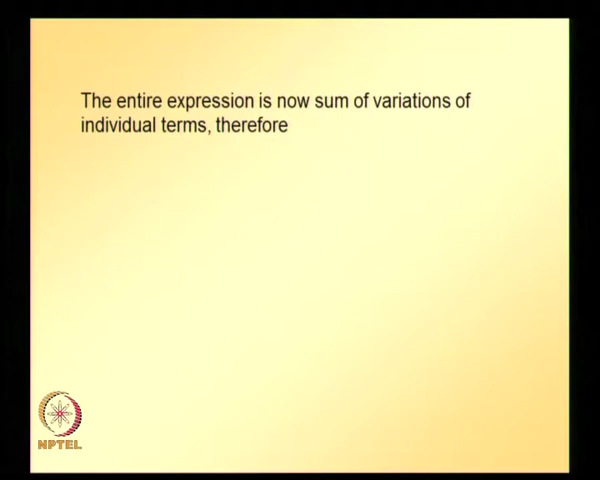 The entire expression is now sum of variations of
individual terms, therefore
NPTEL